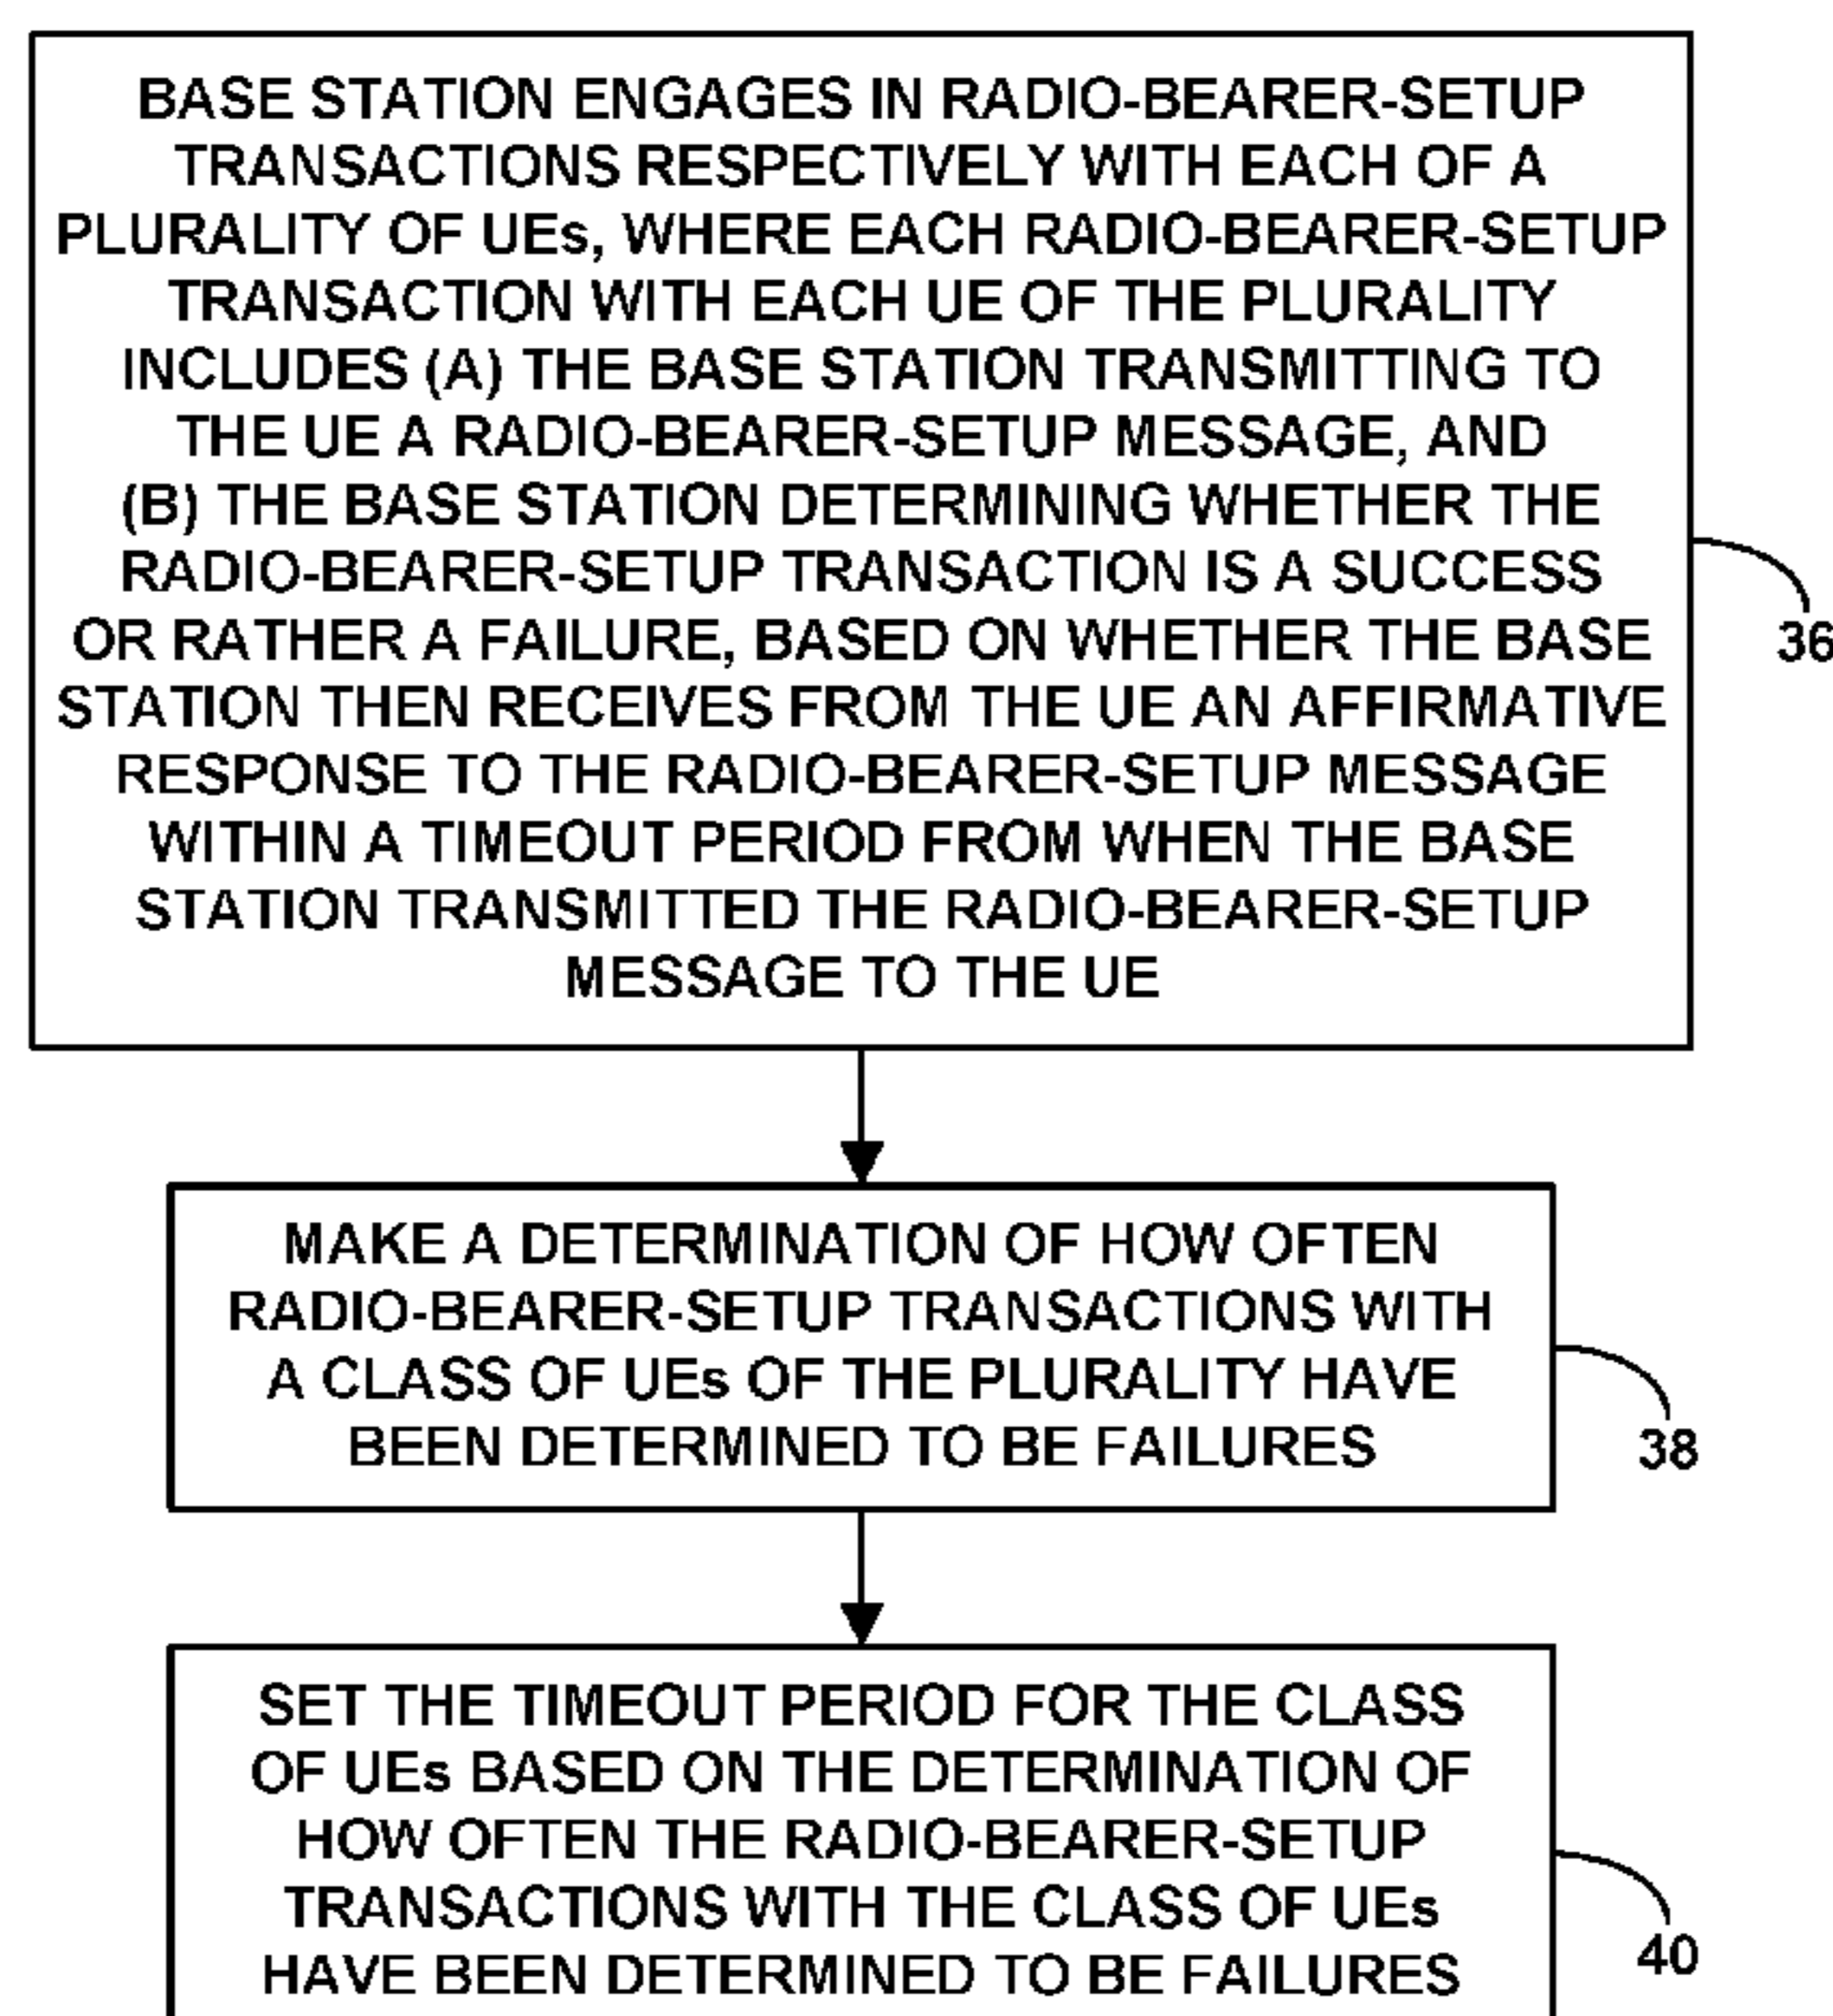 BASE STATION ENGAGES IN RADIO-BEARER-SETUP
TRANSACTIONS RESPECTIVELY WITH EACH OF A
PLURALITY OF UEs, WHERE EACH RADIO-BEARER-SETUP
TRANSACTION WITH EACH UE OF THE PLURALITY
INCLUDES (A) THE BASE STATION TRANSMITTING TO
THE UE A RADIO-BEARER-SETUP MESSAGE, AND
(B) THE BASE STATION DETERMINING WHETHER THE
RADIO-BEARER-SETUP TRANSACTION IS A SUCCESS
OR RATHER A FAILURE, BASED ON WHETHER THE BASE
STATION THEN RECEIVES FROM THE UE AN AFFIRMATIVE
RESPONSE TO THE RADIO-BEARER-SETUP MESSAGE
WITHIN A TIMEOUT PERIOD FROM WHEN THE BASE
STATION TRANSMITTED THE RADIO-BEARER-SETUP
MESSAGE TO THE UE
36
MAKE A DETERMINATION OF HOW OFTEN
RADIO-BEARER-SETUP TRANSACTIONS WITH
A CLASS OF UEs OF THE PLURALITY HAVE
BEEN DETERMINED TO BE FAILURES
38
SET THE TIMEOUT PERIOD FOR THE CLASS
OF UEs BASED ON THE DETERMINATION OF
HOW OFTEN THE RADIO-BEARER-SETUP
TRANSACTIONS WITH THE CLASS OF UEs
HAVE BEEN DETERMINED TO BE FAILURES
40